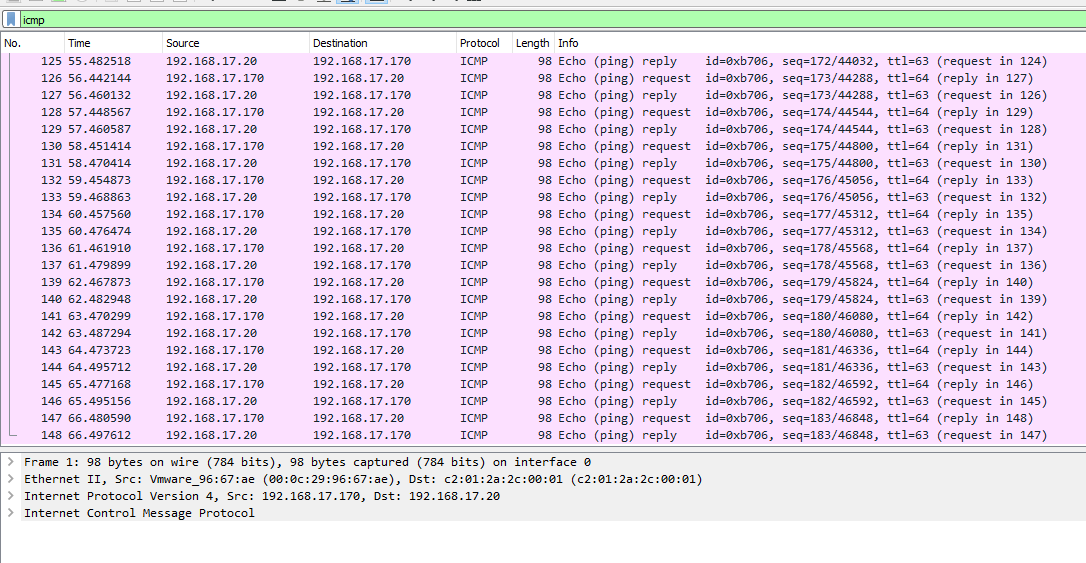 icmp
No. Time Source Destination Protocol Length Info
125 55.482518 192.168.17.20 192.168.17.170 ICMP 98 Echo (ping) reply id=0xb706, seq=172/44032, ttl=63 (request in 124)
126 56.442144 192.168.17.170 192.168.17.20 ICMP 98 Echo (ping) request id=0xb706, seq=173/44288, ttl=64 (reply in 127)
127 56.460132 192.168.17.20 192.168.17.170 ICMP 98 Echo (ping) reply id=0xb706, seq=173/44288, ttl=63 (request in 126)
128 57.448567 192.168.17.170 192.168.17.20 ICMP 98 Echo (ping) request id=0xb706, seq=174/44544, ttl=64 (reply in 129)
129 57.460587 192.168.17.20 192.168.17.170 ICMP 98 Echo (ping) reply id=0xb706, seq=174/44544, ttl=63 (request in 128)
130 58.451414 192.168.17.170 192.168.17.20 ICMP 98 Echo (ping) request id=0xb706, seq=175/44800, ttl=64 (reply in 131)
131 58.470414 192.168.17.20 192.168.17.170 ICMP 98 Echo (ping) reply id=0xb706, seq=175/44800, ttl=63 (request in 130)
132 59.454873 192.168.17.170 192.168.17.20 ICMP 98 Echo (ping) request id=0xb706, seq=176/45056, ttl=64 (reply in 133)
133 59.468863 192.168.17.20 192.168.17.170 ICMP 98 Echo (ping) reply id=0xb706, seq=176/45056, ttl=63 (request in 132)
134 60.457560 192.168.17.170 192.168.17.20 ICMP 98 Echo (ping) request id=0xb706, seq=177/45312, ttl=64 (reply in 135)
135 60.476474 192.168.17.20 192.168.17.170 ICMP 98 Echo (ping) reply id=0xb706, seq=177/45312, ttl=63 (request in 134)
136 61.461910 192.168.17.170 192.168.17.20 ICMP 98 Echo (ping) request id=0xb706, seq=178/45568, ttl=64 (reply in 137)
137 61.479899 192.168.17.20 192.168.17.170 ICMP 98 Echo (ping) reply id=0xb706, seq=178/45568, ttl=63 (request in 136)
139 62.467873 192.168.17.170 192.168.17.20 ICMP 98 Echo (ping) request id=0xb706, seq=179/45824, ttl=64 (reply in 140)
140 62.482948 192.168.17.20 192.168.17.170 ICMP 98 Echo (ping) reply id=0xb706, seq=179/45824, ttl=63 (request in 139)
141 63.470299 192.168.17.170 192.168.17.20 ICMP 98 Echo (ping) request id=0xb706, seq=180/46080, ttl=64 (reply in 142)
142 63.487294 192.168.17.20 192.168.17.170 ICMP 98 Echo (ping) reply id=0xb706, seq=180/46080, ttl=63 (request in 141)
143 64.473723 192.168.17.170 192.168.17.20 ICMP 98 Echo (ping) request id=0xb706, seq=181/46336, ttl=64 (reply in 144)
144 64.495712 192.168.17.20 192.168.17.170 ICMP 98 Echo (ping) reply id=0xb706, seq=181/46336, ttl=63 (request in 143)
145 65.477168 192.168.17.170 192.168.17.20 ICMP 98 Echo (ping) request id=0xb706, seq=182/46592, ttl=64 (reply in 146)
146 65.495156 192.168.17.20 192.168.17.170 ICMP 98 Echo (ping) reply id=0xb706, seq=182/46592, ttl=63 (request in 145)
147 66.480590 192.168.17.170 192.168.17.20 ICMP 98 Echo (ping) request id=0xb706, seq=183/46848, ttl=64 (reply in 148)
148 66.497612 192.168.17.20 192.168.17.170 ICMP 98 Echo (ping) reply id=0xb706, seq=183/46848, ttl=63 (request in 147)
Frame 1: 98 bytes on wire (784 bits), 98 bytes captured (784 bits) on interface 0
Ethernet II, Src: Vmware_96:67:ae (00:0c:29:96:67:ae), Dst: c2:01:2a:2c:00:01 (c2:01:2a:2c:00:01)
Internet Protocol Version 4, Src: 192.168.17.170, Dst: 192.168.17.20
Internet Control Message Protocol